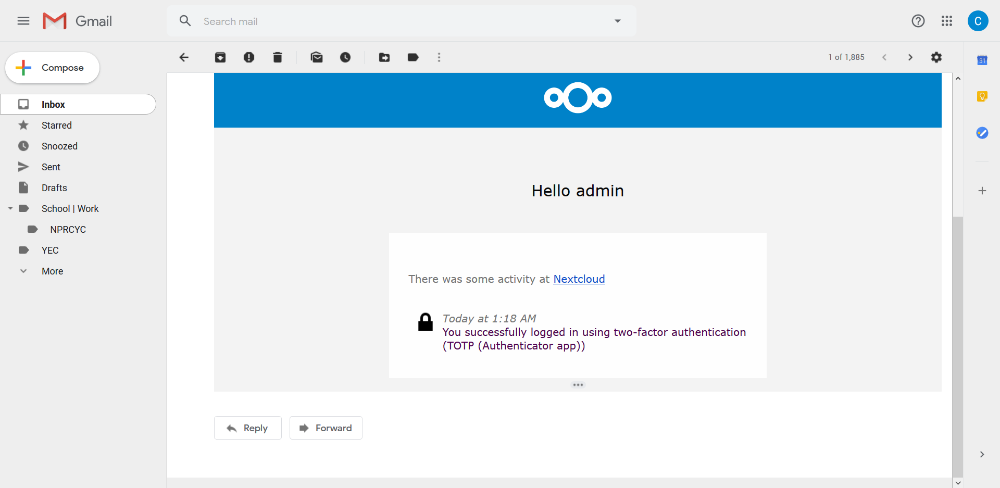 Gmail
Search mail
C
Compose
1 of 1,885
31
Inbox
Starred
Snoozed
Sent
Drafts
School | Work
NPRCYC
YEC
More
Hello admin
There was some activity at Nextcloud
Today at 1:18 AM
You successfully logged in using two-factor authentication
(TOTP (Authenticator app))
Reply
Forward